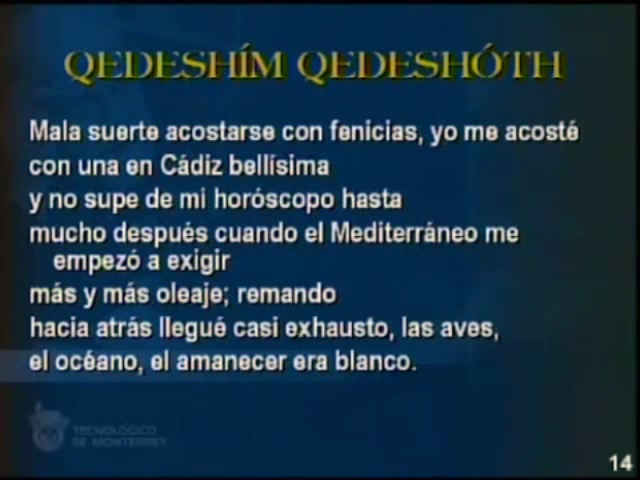 QEDESHÍM QEDESHÓTH
Mala suerte acostarse con fenicias, yo me acosté
con una en Cádiz bellísima
y no supe de mi horóscopo hasta
mucho después cuando el Mediterráneo me
empezó a exigir
más y más oleaje; remando
hacia atrás llegué casi exhausto, las aves,
el océano, el amanecer era blanco.
TECNOLÓGICO
DE MONTERREY
14